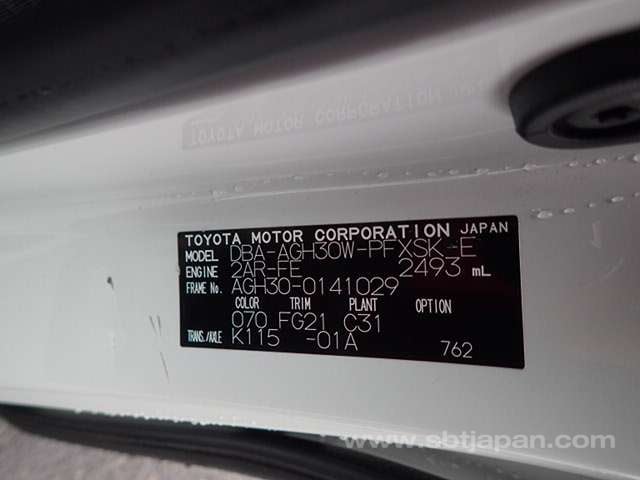 TOYOTA MOTOR CORPORATION JAPAN
MODEL DBA-AGH30W-PFXSK-E
ENGINE 2AR-FE 2493 mL
FRAME No. AGH30-0141029
COLOR TRIM PLANT OPTION
070 FG21 C31
TRANS./AXLE K115 -01A
762
www.sbtjapan.com